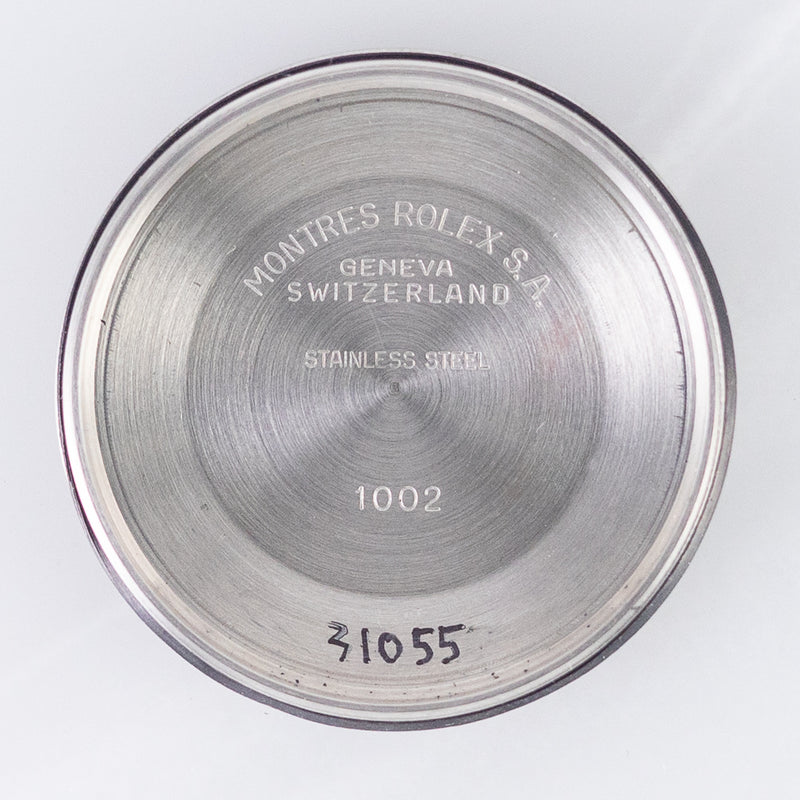 MONTRES ROLEX S.A.
GENEVA
SWITZERLAND
STAINLESS STEEL
1002
31055